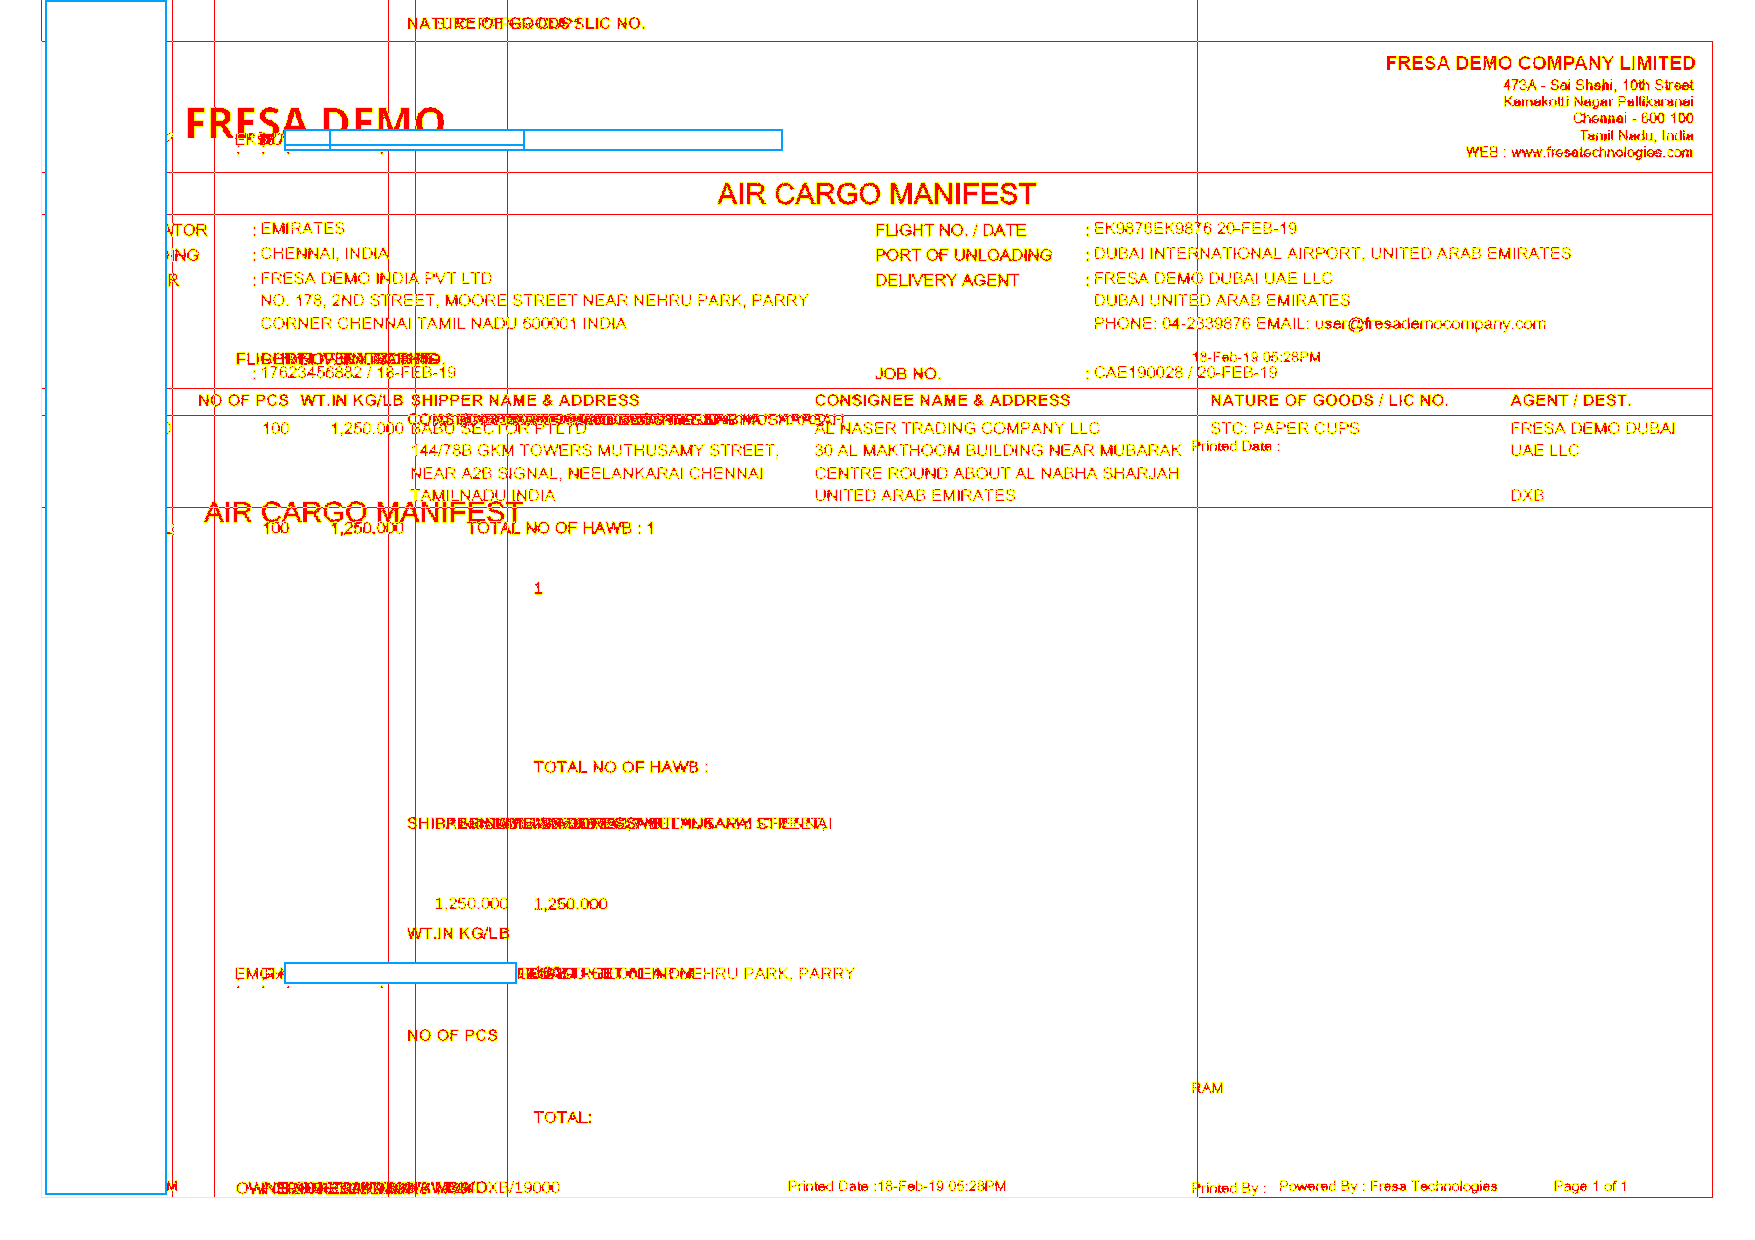 NATURE OF GOODS / LIC NO.
FRESA DEMO COMPANY LIMITED
473A - Sai Shahi, 10th Street
Kamakotti Nagar Pallikaranai
Chennai - 600 100
Tamil Nadu, India
WEB : www.fresatechnologies.com
FRESA DEMO
AIR CARGO MANIFEST
: EMIRATES FLIGHT NO. / DATE : EK9876EK9876 20-FEB-19
: CHENNAI, INDIA PORT OF UNLOADING : DUBAI INTERNATIONAL AIRPORT, UNITED ARAB EMIRATES
: FRESA DEMO INDIA PVT LTD DELIVERY AGENT : FRESA DEMO DUBAI UAE LLC
NO. 178, 2ND STREET, MOORE STREET NEAR NEHRU PARK, PARRY DUBAI UNITED ARAB EMIRATES
CORNER CHENNAI TAMIL NADU 600001 INDIA PHONE: 04-2339876 EMAIL: user@fresademocompany.com
18-Feb-19 05:28PM
: 17623456882 / 18-FEB-19 JOB NO. : CAE190028 / 20-FEB-19
NO OF PCS WT.IN KG/LB SHIPPER NAME & ADDRESS CONSIGNEE NAME & ADDRESS NATURE OF GOODS / LIC NO. AGENT / DEST.
100 1,250.000 BABU SECTOR PTLTD AL NASER TRADING COMPANY LLC STC: PAPER CUPS FRESA DEMO DUBAI
144/78B GKM TOWERS MUTHUSAMY STREET, 30 AL MAKTHOOM BUILDING NEAR MUBARAK Printed Date : UAE LLC
NEAR A2B SIGNAL, NEELANKARAI CHENNAI CENTRE ROUND ABOUT AL NABHA SHARJAH
TAMILNADU INDIA UNITED ARAB EMIRATES DXB
AIR CARGO MANIFEST
100 1,250.000 TOTAL NO OF HAWB : 1
1
TOTAL NO OF HAWB :
1,250.000 1,250.000
WT.IN KG/LB
NEHRU PARK, PARRY
NO OF PCS
RAM
TOTAL:
Printed Date :18-Feb-19 05:28PM Printed By : Powered By : Fresa Technologies Page 1 of 1